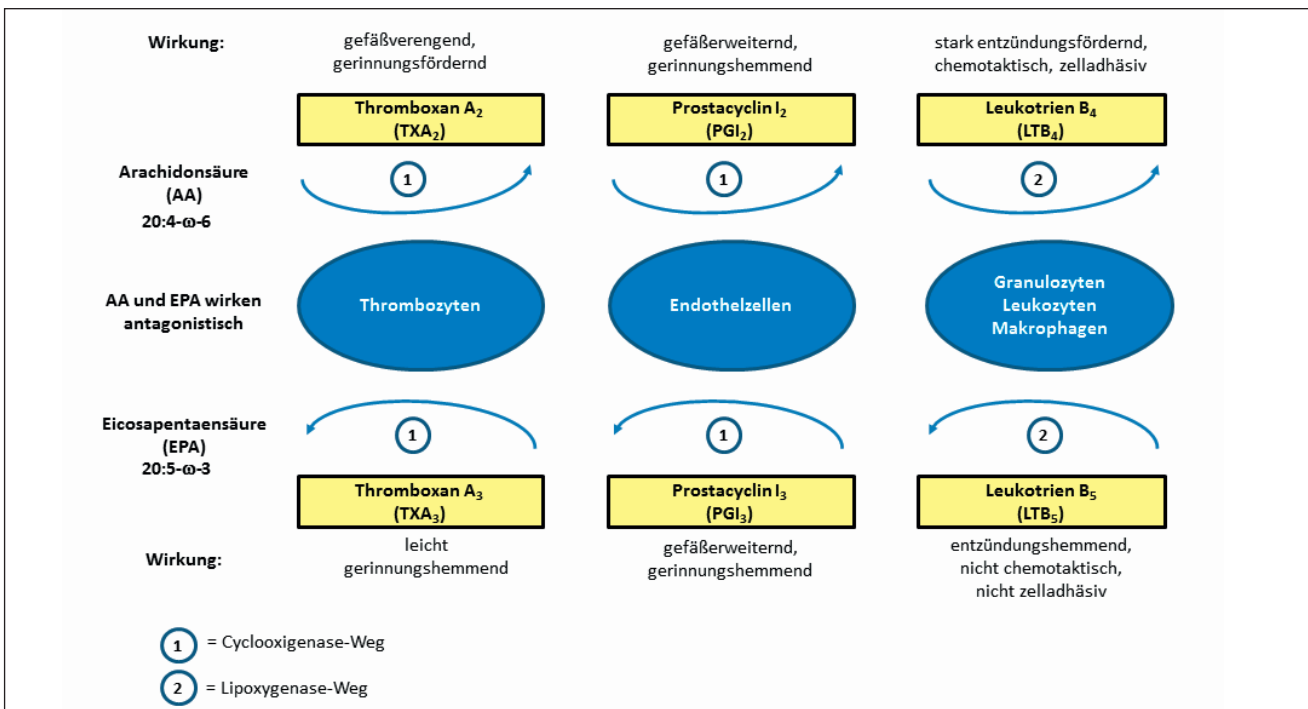 Wirkung:
gefäßverengend,
gerinnungsfördernd
gefäßerweiternd,
gerinnungshemmend
stark entzündungsfördernd,
chemotaktisch, zelladhäsiv
Thromboxan A₂
(TXA₂)
Prostacyclin I₂
(PGI₂)
Leukotrien B₄
(LTB₄)
Arachidonsäure
(AA)
20:4-ω-6
1
1
2
AA und EPA wirken
antagonistisch
Thrombozyten
Endothelzellen
Granulozyten
Leukozyten
Makrophagen
Eicosapentaensäure
(EPA)
20:5-ω-3
1
1
2
Thromboxan A₃
(TXA₃)
Prostacyclin I₃
(PGI₃)
Leukotrien B₅
(LTB₅)
Wirkung:
leicht
gerinnungshemmend
gefäßerweiternd,
gerinnungshemmend
entzündungshemmend,
nicht chemotaktisch,
nicht zelladhäsiv
1 = Cyclooxigenase-Weg
2 = Lipoxygenase-Weg